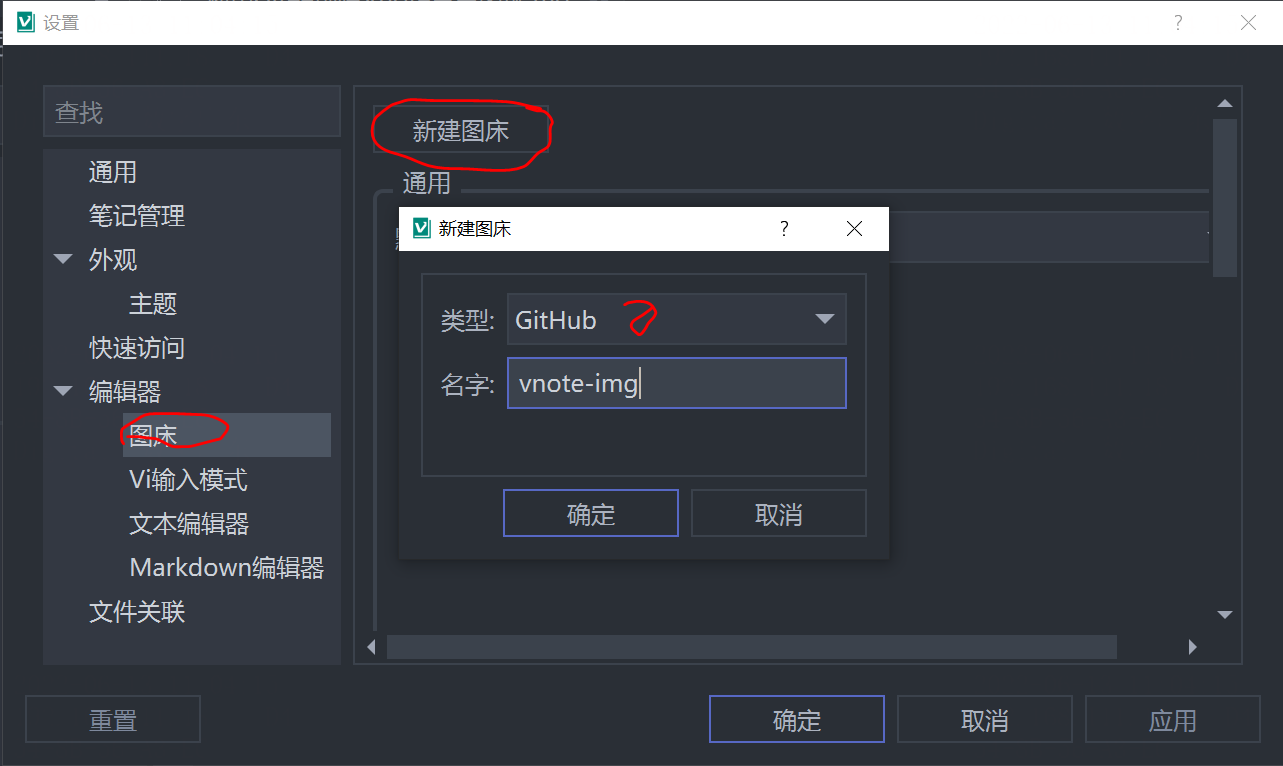 设置
查找
通用
笔记管理
外观
主题
快速访问
编辑器
图床
Vi输入模式
文本编辑器
Markdown编辑器
文件关联
新建图床
通用
新建图床
类型: GitHub
名字: vnote-img
确定 取消
重置 确定 取消 应用